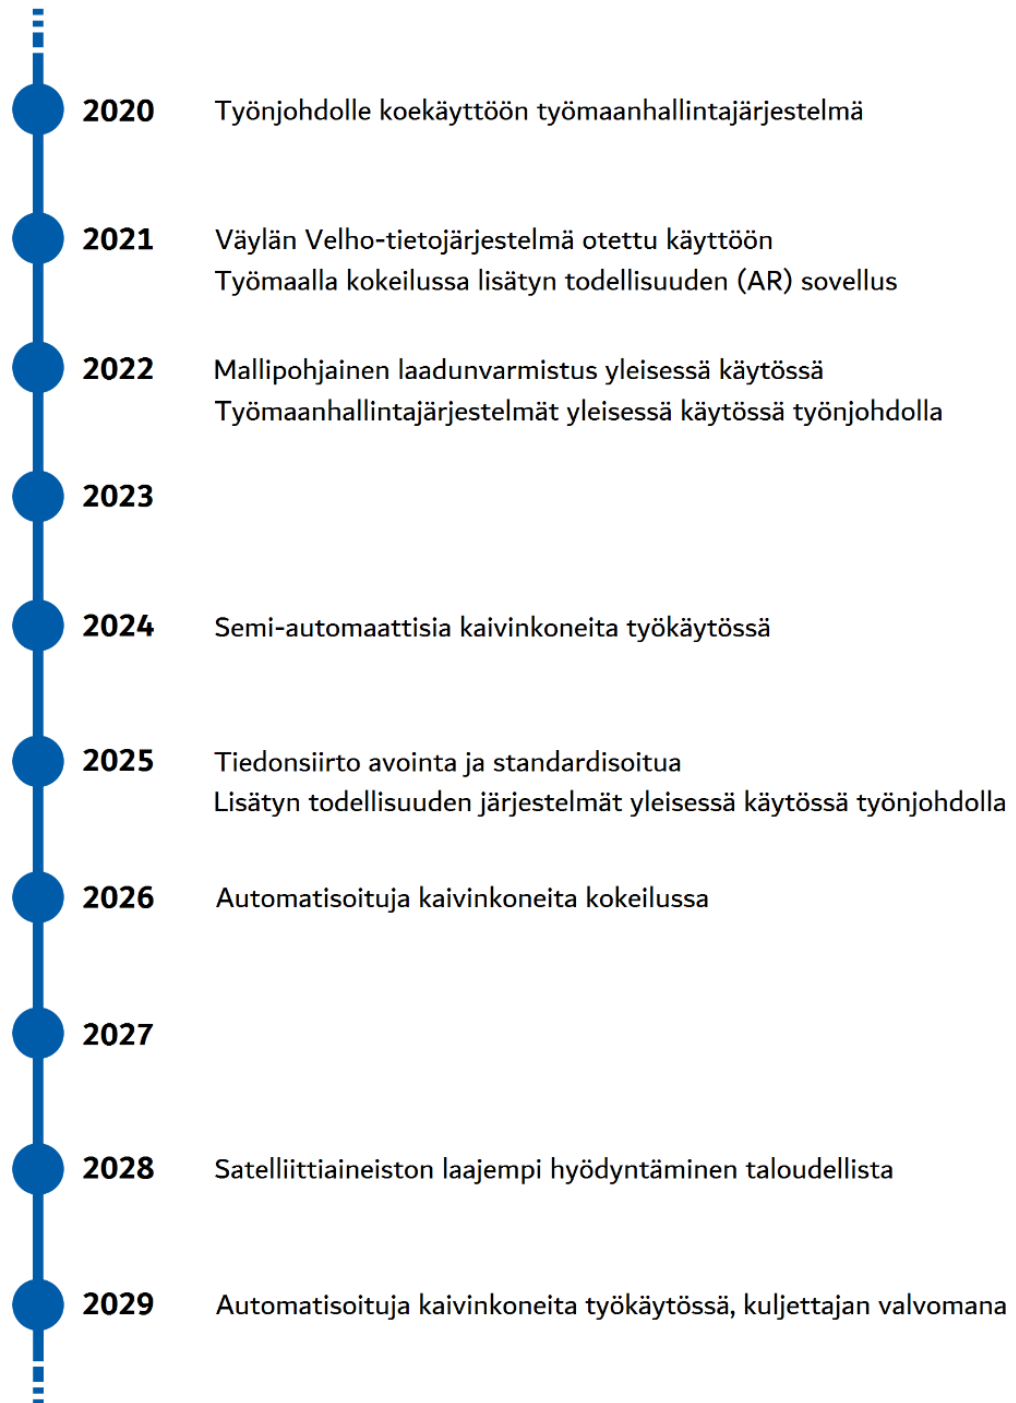 2020 Työnjohdolle koekäyttöön työmaanhallintajärjestelmä
2021 Väylän Velho-tietojärjestelmä otettu käyttöön
Työmaalla kokeilussa lisätyn todellisuuden (AR) sovellus
2022 Mallipohjainen laadunvarmistus yleisessä käytössä
Työmaanhallintajärjestelmät yleisessä käytössä työnjohdolla
2023
2024 Semi-automaattisia kaivinkoneita työkäytössä
2025 Tiedonsiirto avointa ja standardisoitua
Lisätyn todellisuuden järjestelmät yleisessä käytössä työnjohdolla
2026 Automatisoituja kaivinkoneita kokeilussa
2027
2028 Satelliittiaineiston laajempi hyödyntäminen taloudellista
2029 Automatisoituja kaivinkoneita työkäytössä, kuljettajan valvomana